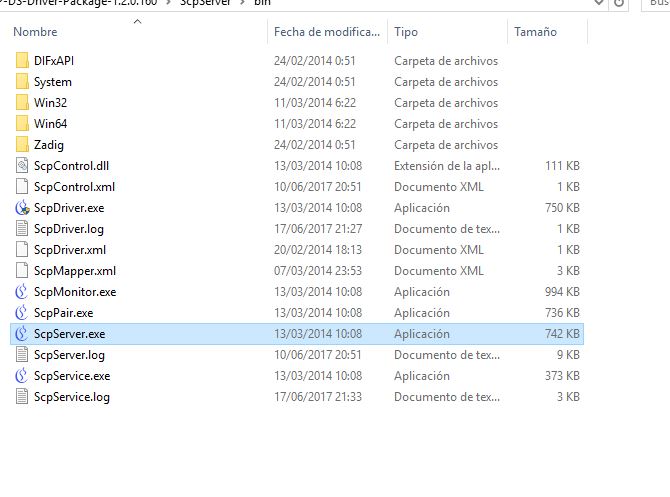 P-DS-Driver-Package-1.2.0.160 > ScpServer > bin
Nombre Fecha de modifica... Tipo Tamaño
DIFxAPI 24/02/2014 0:51 Carpeta de archivos
System 24/02/2014 0:51 Carpeta de archivos
Win32 11/03/2014 6:22 Carpeta de archivos
Win64 11/03/2014 6:22 Carpeta de archivos
Zadig 24/02/2014 0:51 Carpeta de archivos
ScpControl.dll 13/03/2014 10:08 Extensión de la apl... 111 KB
ScpControl.xml 10/06/2017 20:51 Documento XML 1 KB
ScpDriver.exe 13/03/2014 10:08 Aplicación 750 KB
ScpDriver.log 17/06/2017 21:27 Documento de tex... 1 KB
ScpDriver.xml 20/02/2014 18:13 Documento XML 1 KB
ScpMapper.xml 07/03/2014 23:53 Documento XML 3 KB
ScpMonitor.exe 13/03/2014 10:08 Aplicación 994 KB
ScpPair.exe 13/03/2014 10:08 Aplicación 736 KB
ScpServer.exe 13/03/2014 10:08 Aplicación 742 KB
ScpServer.log 10/06/2017 20:51 Documento de tex... 9 KB
ScpService.exe 13/03/2014 10:08 Aplicación 373 KB
ScpService.log 17/06/2017 21:33 Documento de tex... 3 KB